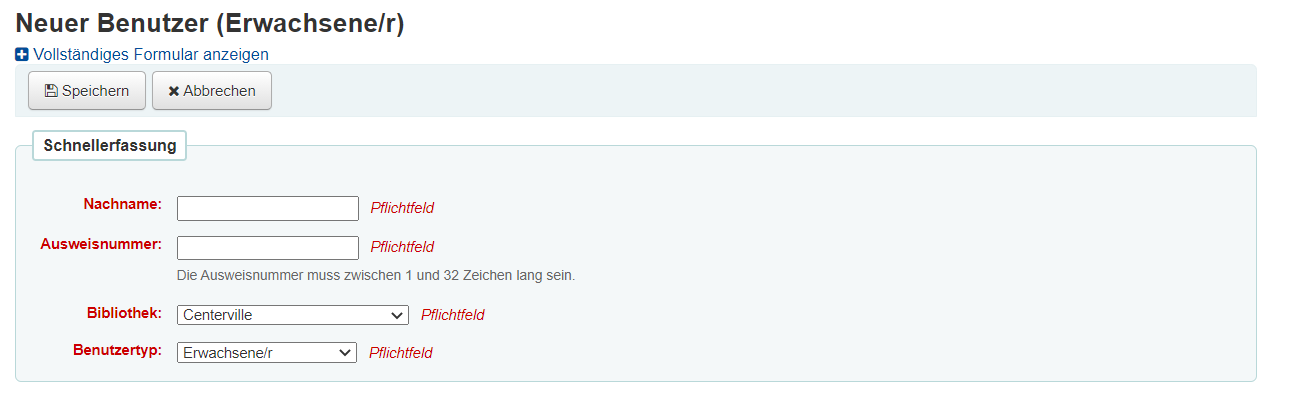 Neuer Benutzer (Erwachsene/r)
Vollständiges Formular anzeigen
Speichern Abbrechen
Schnellerfassung
Nachname: Pflichtfeld
Ausweisnummer: Pflichtfeld
Die Ausweisnummer muss zwischen 1 und 32 Zeichen lang sein.
Bibliothek: Centerville Pflichtfeld
Benutzertyp: Erwachsene/r Pflichtfeld